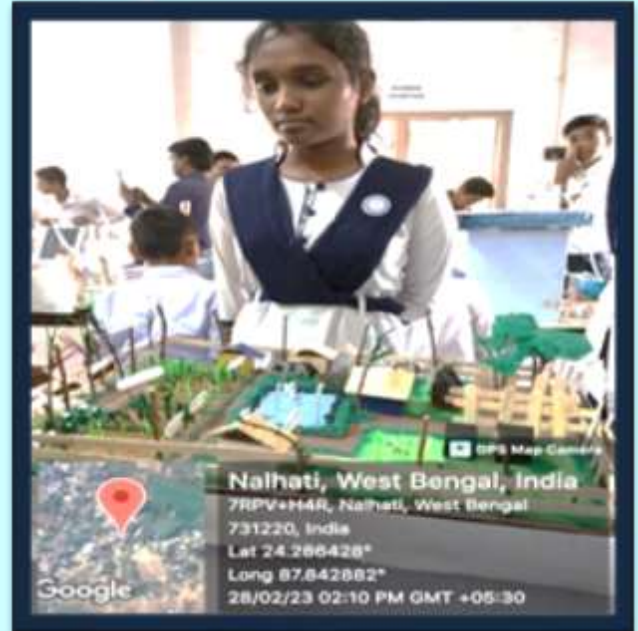 GPS Map Camera
Nalhati, West Bengal, India
7RPV+H4R, Nalhati, West Bengal
731220, India
Lat 24.286428°
Long 87.842882°
28/02/23 02:10 PM GMT +05:30
Google